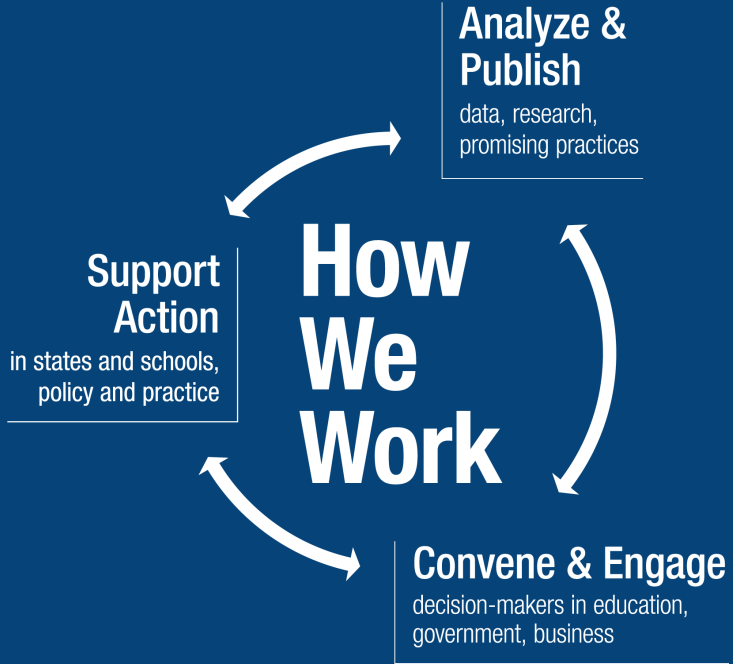 Analyze &
Publish
data, research,
promising practices
How
We
Work
Support
Action
in states and schools,
policy and practice
Convene & Engage
decision-makers in education,
government, business